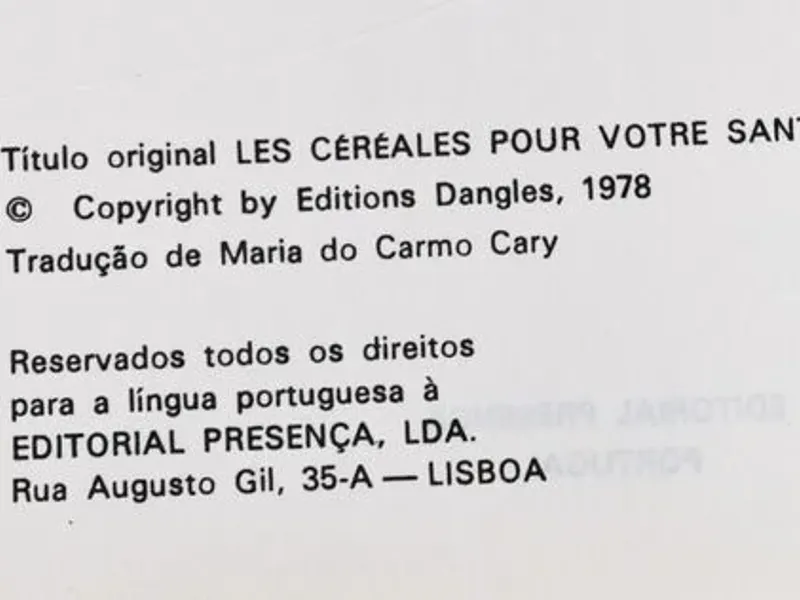 Título original LES CÉRÉALES POUR VOTRE
© Copyright by Editions Dangles, 1978
Tradução de Maria do Carmo Cary
Reservados todos os direitos
para a língua portuguesa à
EDITORIAL PRESENÇA, LDA.
Rua Augusto Gil, 35-A — LISBOA